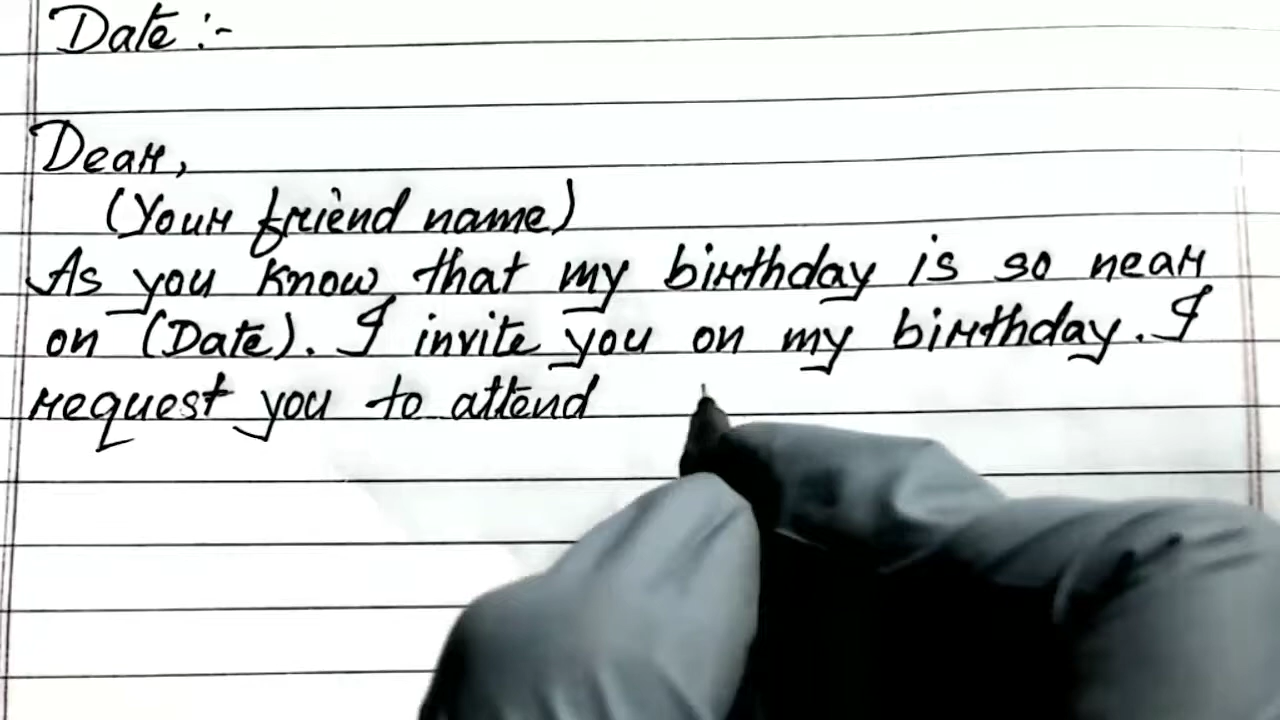 Date :-
Dear,
(Your friend name)
As you know that my birthday is so near
on (Date). I invite you on my birthday. I
request you to attend